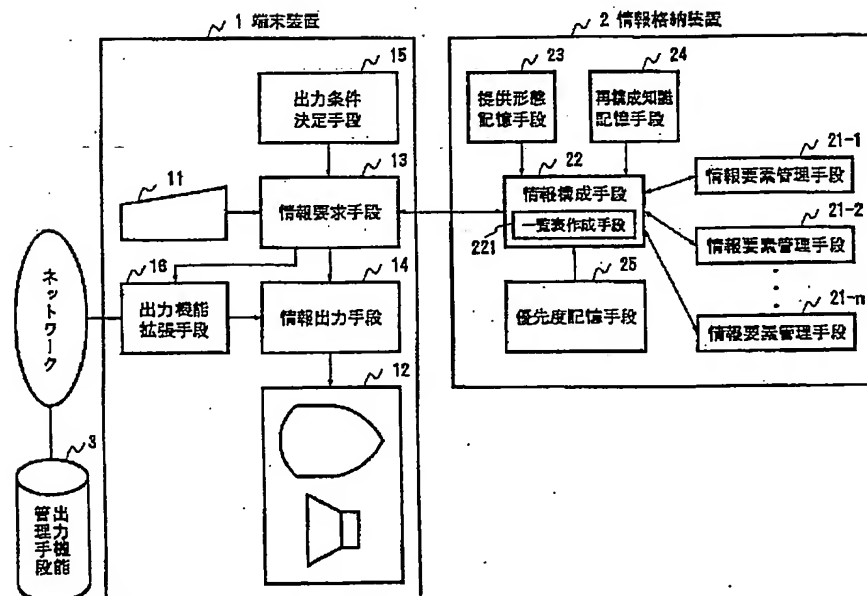 1 端末装置
2 情報格納装置
15
出力条件
決定手段
23
提供形態
記憶手段
24
再構成知識
記憶手段
11
13
情報要求手段
22
情報構成手段
221
一覧表作成手段
21-1
情報要素管理手段
21-2
情報要素管理手段
21-n
情報要素管理手段
ネットワーク
16
出力機能
拡張手段
14
情報出力手段
25
優先度記憶手段
12
3
出力機能
管理手段